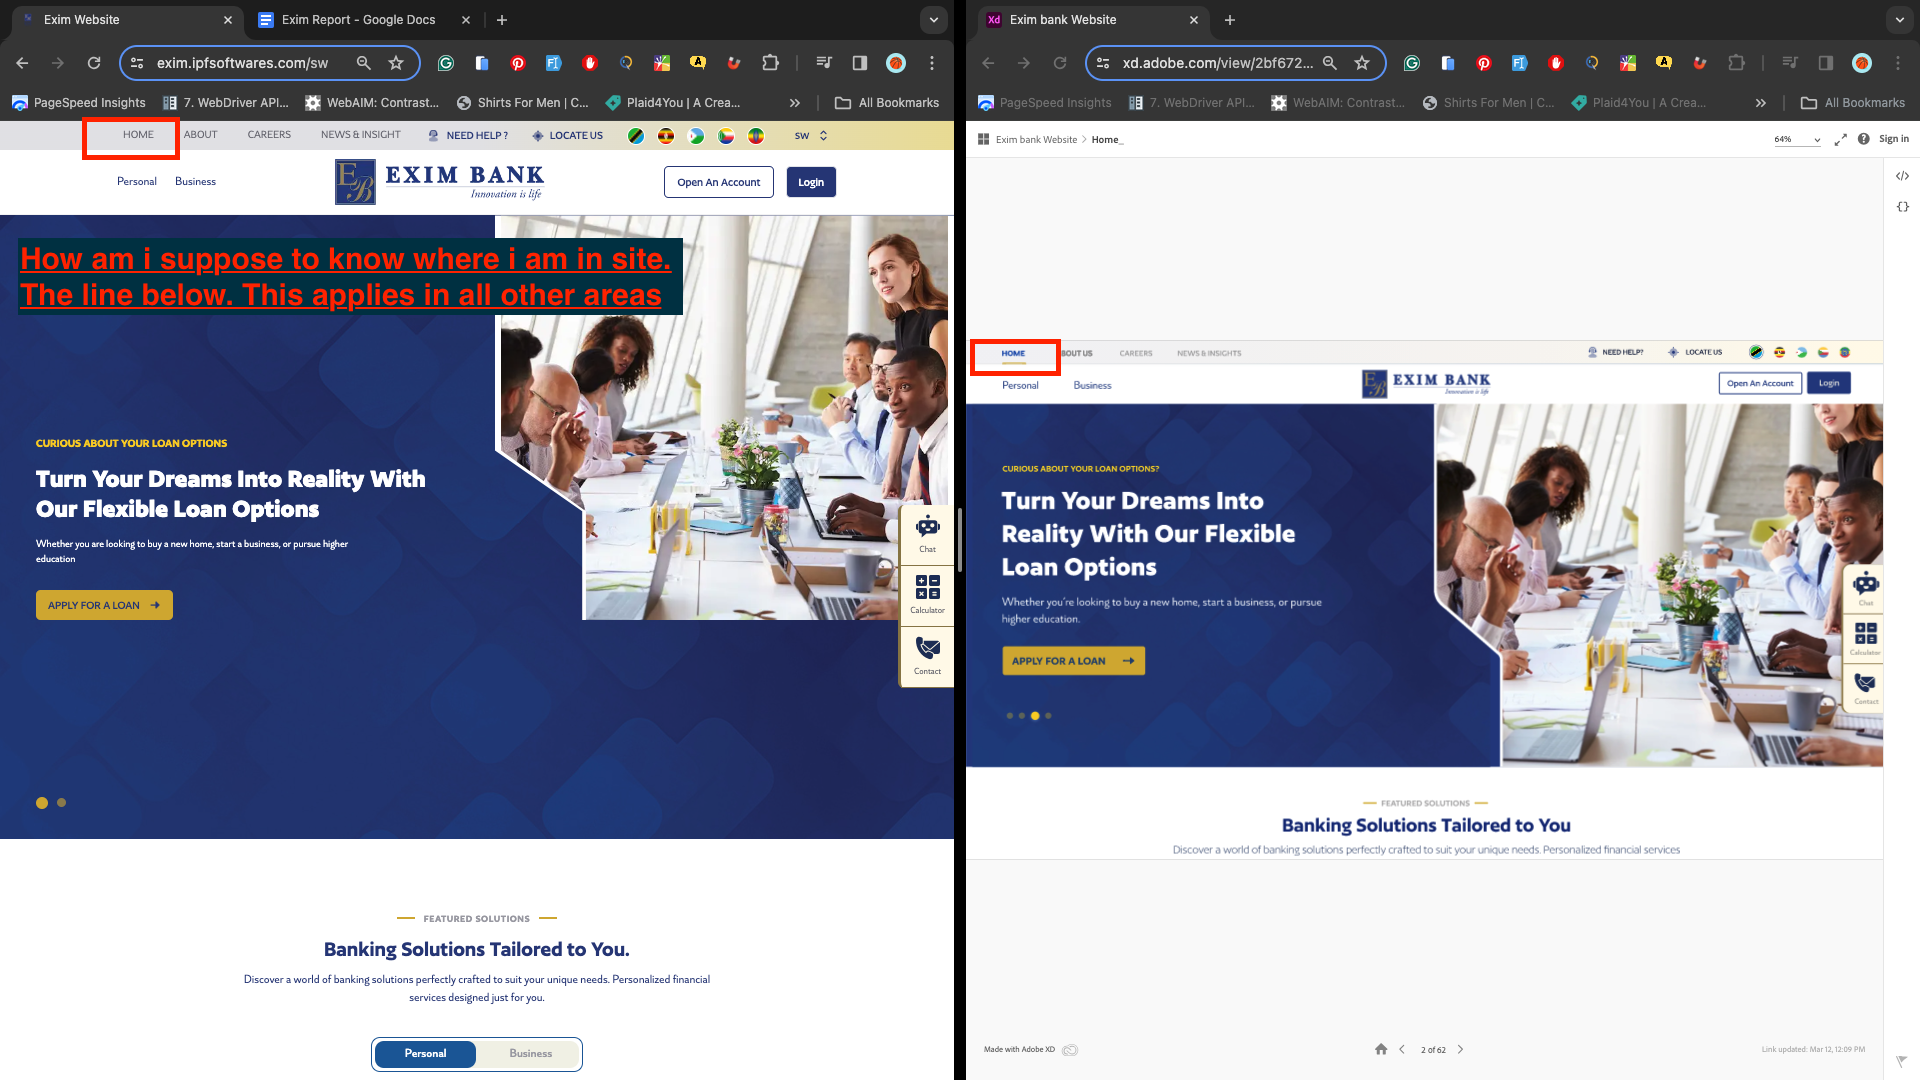 Exim Website
Exim Report - Google Docs
exim.ipfsoftwares.com/sw
PageSpeed Insights
7. WebDriver API...
WebAIM: Contrast...
Shirts For Men | C...
Plaid4You | A Crea...
All Bookmarks
HOME
ABOUT
CAREERS
NEWS & INSIGHT
NEED HELP ?
LOCATE US
SW
Personal
Business
EXIM BANK
Innovation is life
Open An Account
Login
How am i suppose to know where i am in site.
The line below. This applies in all other areas
CURIOUS ABOUT YOUR LOAN OPTIONS
Turn Your Dreams Into Reality With
Our Flexible Loan Options
Whether you are looking to buy a new home, start a business, or pursue higher
education
APPLY FOR A LOAN
Chat
Calculator
Contact
FEATURED SOLUTIONS
Banking Solutions Tailored to You.
Discover a world of banking solutions perfectly crafted to suit your unique needs. Personalized financial
services designed just for you.
Personal
Business
Xd
Exim bank Website
xd.adobe.com/view/2bf672...
PageSpeed Insights
7. WebDriver API...
WebAIM: Contrast...
Shirts For Men | C...
Plaid4You | A Crea...
All Bookmarks
Exim bank Website > Home_
64%
Sign in
HOME
BOUT US
CAREERS
NEWS & INSIGHTS
NEED HELP?
LOCATE US
Personal
Business
EXIM BANK
Innovation is life
Open An Account
Login
CURIOUS ABOUT YOUR LOAN OPTIONS?
Turn Your Dreams Into
Reality With Our Flexible
Loan Options
Whether you're looking to buy a new home, start a business, or pursue
higher education.
APPLY FOR A LOAN
Chat
Calculator
Contact
FEATURED SOLUTIONS
Banking Solutions Tailored to You
Discover a world of banking solutions perfectly crafted to suit your unique needs. Personalized financial services
Made with Adobe XD
2 of 62
Link updated: Mar 12, 12:09 PM